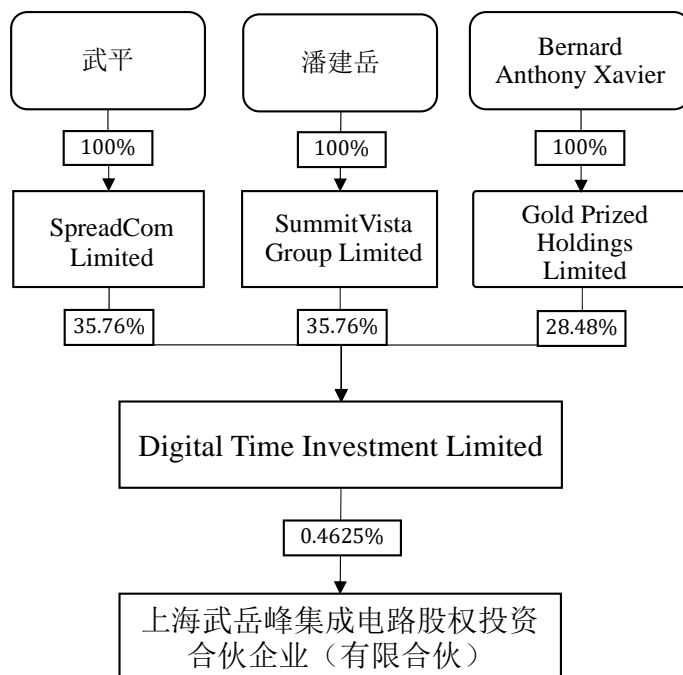 武平
潘建岳
Bernard
Anthony Xavier
100%
100%
100%
SpreadCom
Limited
SummitVista
Group Limited
Gold Prized
Holdings
Limited
35.76%
35.76%
28.48%
Digital Time Investment Limited
0.4625%
上海武岳峰集成电路股权投资
合伙企业（有限合伙）